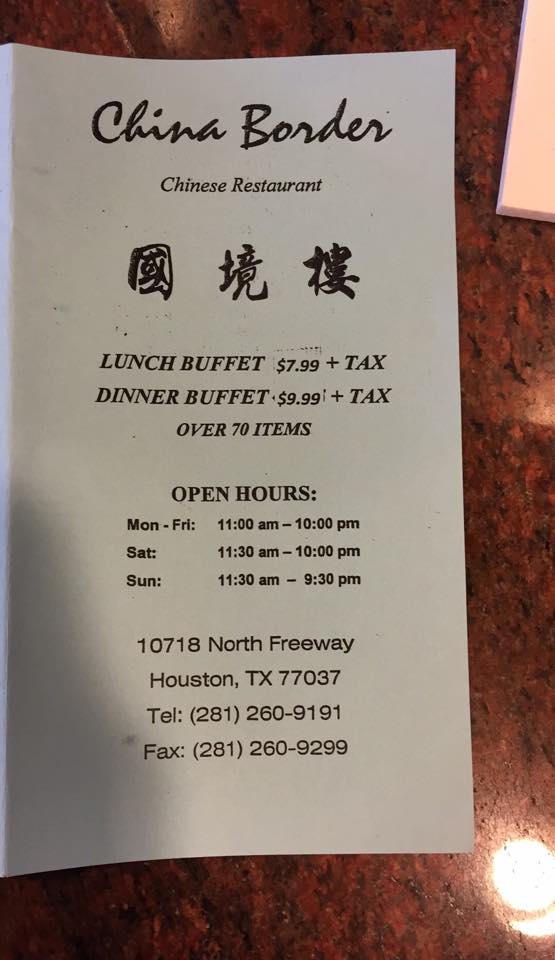 China Border
Chinese Restaurant
國境樓
LUNCH BUFFET $7.99 + TAX
DINNER BUFFET $9.99 + TAX
OVER 70 ITEMS
OPEN HOURS:
Mon - Fri: 11:00 am – 10:00 pm
Sat: 11:30 am – 10:00 pm
Sun: 11:30 am – 9:30 pm
10718 North Freeway
Houston, TX 77037
Tel: (281) 260-9191
Fax: (281) 260-9299